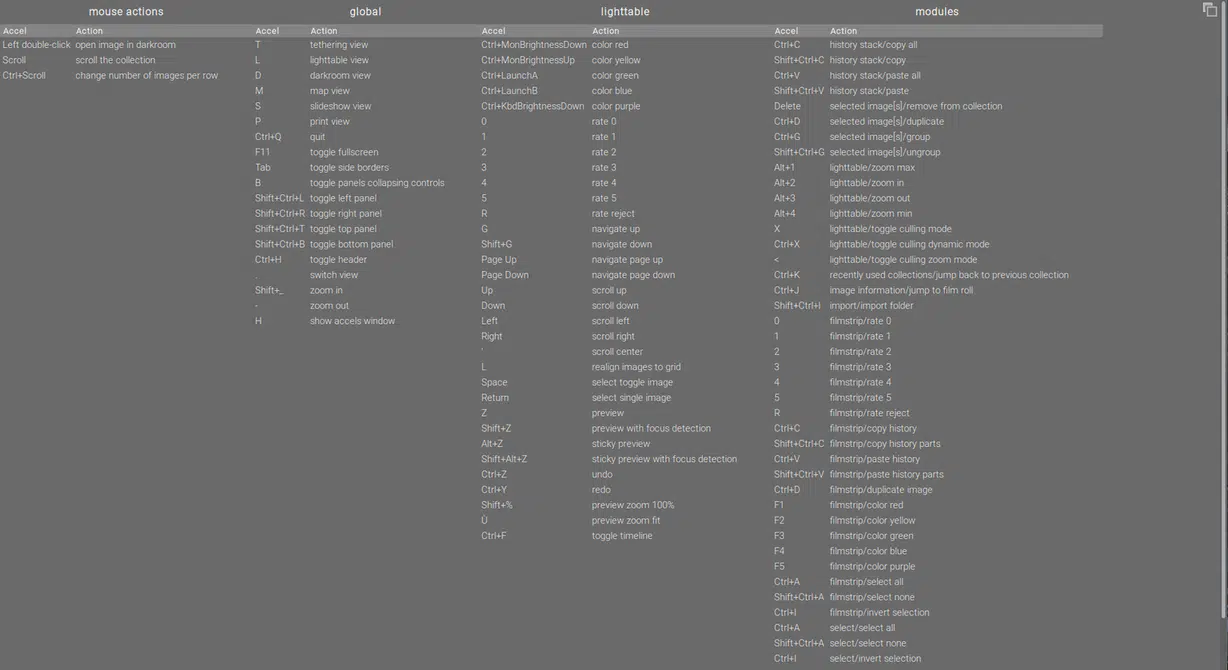 mouse actions
Accel Action
Left double-click open image in darkroom
Scroll scroll the collection
Ctrl+Scroll change number of images per row
global
Accel Action
T tethering view
L lighttable view
D darkroom view
M map view
S slideshow view
P print view
Ctrl+Q quit
F11 toggle fullscreen
Tab toggle side borders
B toggle panels collapsing controls
Shift+Ctrl+L toggle left panel
Shift+Ctrl+R toggle right panel
Shift+Ctrl+T toggle top panel
Shift+Ctrl+B toggle bottom panel
Ctrl+H toggle header
. switch view
Shift+_ zoom in
- zoom out
H show accels window
lighttable
Accel Action
Ctrl+MonBrightnessDown color red
Ctrl+MonBrightnessUp color yellow
Ctrl+LaunchA color green
Ctrl+LaunchB color blue
Ctrl+KbdBrightnessDown color purple
0 rate 0
1 rate 1
2 rate 2
3 rate 3
4 rate 4
5 rate 5
R rate reject
G navigate up
Shift+G navigate down
Page Up navigate page up
Page Down navigate page down
Up scroll up
Down scroll down
Left scroll left
Right scroll right
' scroll center
L realign images to grid
Space select toggle image
Return select single image
Z preview
Shift+Z preview with focus detection
Alt+Z sticky preview
Shift+Alt+Z sticky preview with focus detection
Ctrl+Z undo
Ctrl+Y redo
Shift+% preview zoom 100%
Ù preview zoom fit
Ctrl+F toggle timeline
modules
Accel Action
Ctrl+C history stack/copy all
Shift+Ctrl+C history stack/copy
Ctrl+V history stack/paste all
Shift+Ctrl+V history stack/paste
Delete selected image[s]/remove from collection
Ctrl+D selected image[s]/duplicate
Ctrl+G selected image[s]/group
Shift+Ctrl+G selected image[s]/ungroup
Alt+1 lighttable/zoom max
Alt+2 lighttable/zoom in
Alt+3 lighttable/zoom out
Alt+4 lighttable/zoom min
X lighttable/toggle culling mode
Ctrl+X lighttable/toggle culling dynamic mode
< lighttable/toggle culling zoom mode
Ctrl+K recently used collections/jump back to previous collection
Ctrl+J image information/jump to film roll
Shift+Ctrl+I import/import folder
0 filmstrip/rate 0
1 filmstrip/rate 1
2 filmstrip/rate 2
3 filmstrip/rate 3
4 filmstrip/rate 4
5 filmstrip/rate 5
R filmstrip/rate reject
Ctrl+C filmstrip/copy history
Shift+Ctrl+C filmstrip/copy history parts
Ctrl+V filmstrip/paste history
Shift+Ctrl+V filmstrip/paste history parts
Ctrl+D filmstrip/duplicate image
F1 filmstrip/color red
F2 filmstrip/color yellow
F3 filmstrip/color green
F4 filmstrip/color blue
F5 filmstrip/color purple
Ctrl+A filmstrip/select all
Shift+Ctrl+A filmstrip/select none
Ctrl+I filmstrip/invert selection
Ctrl+A select/select all
Shift+Ctrl+A select/select none
Ctrl+I select/invert selection